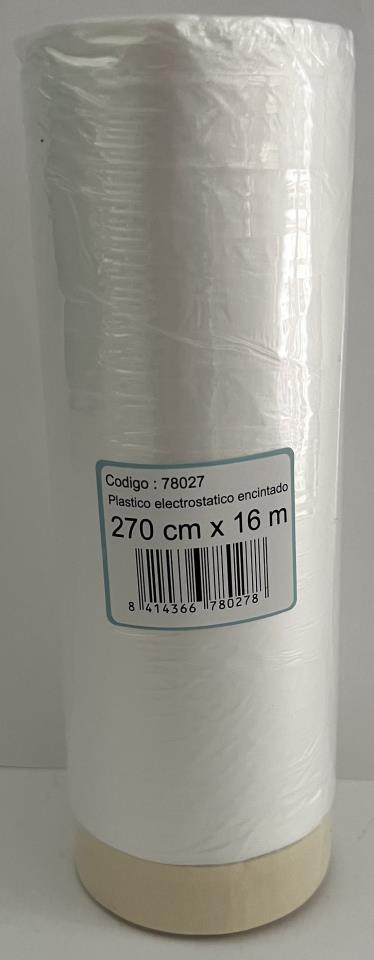 Codigo : 78027
Plastico electrostatico encintado
270 cm x 16 m
8 414366 780278